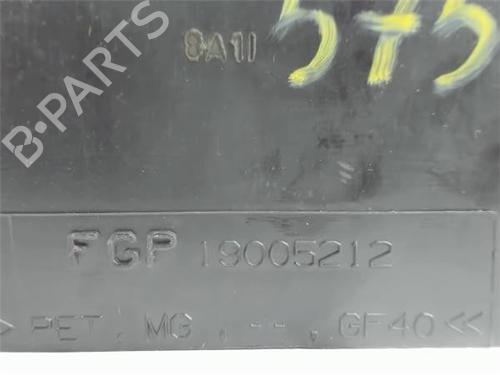 8A11
575
B-PARTS
FGP 19005212
> PET, MG, --, GF40 <<